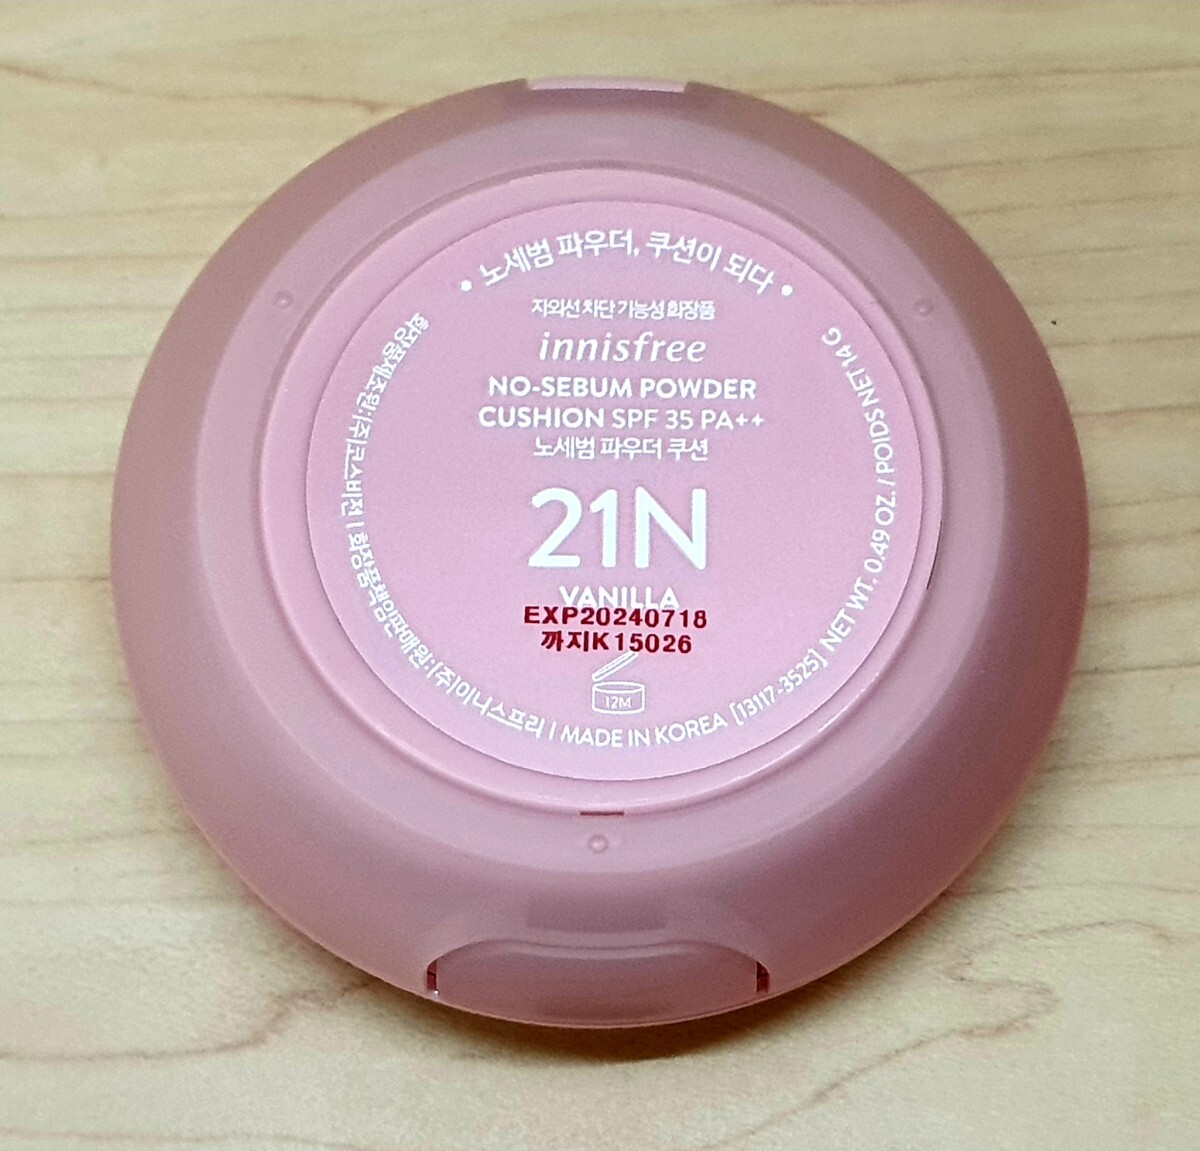 • 노세범 파우더, 쿠션이 되다 •
자외선 차단 기능성 화장품
innisfree
NO-SEBUM POWDER
CUSHION SPF 35 PA++
노세범 파우더 쿠션
21N
VANILLA
EXP20240718
까지K15026
12M
화장품제조원:(주)코스비전 | 화장품책임판매원:(주)이니스프리 | MADE IN KOREA [13117-3525] NET WT. 0.49 OZ. / POIDS NET 14G